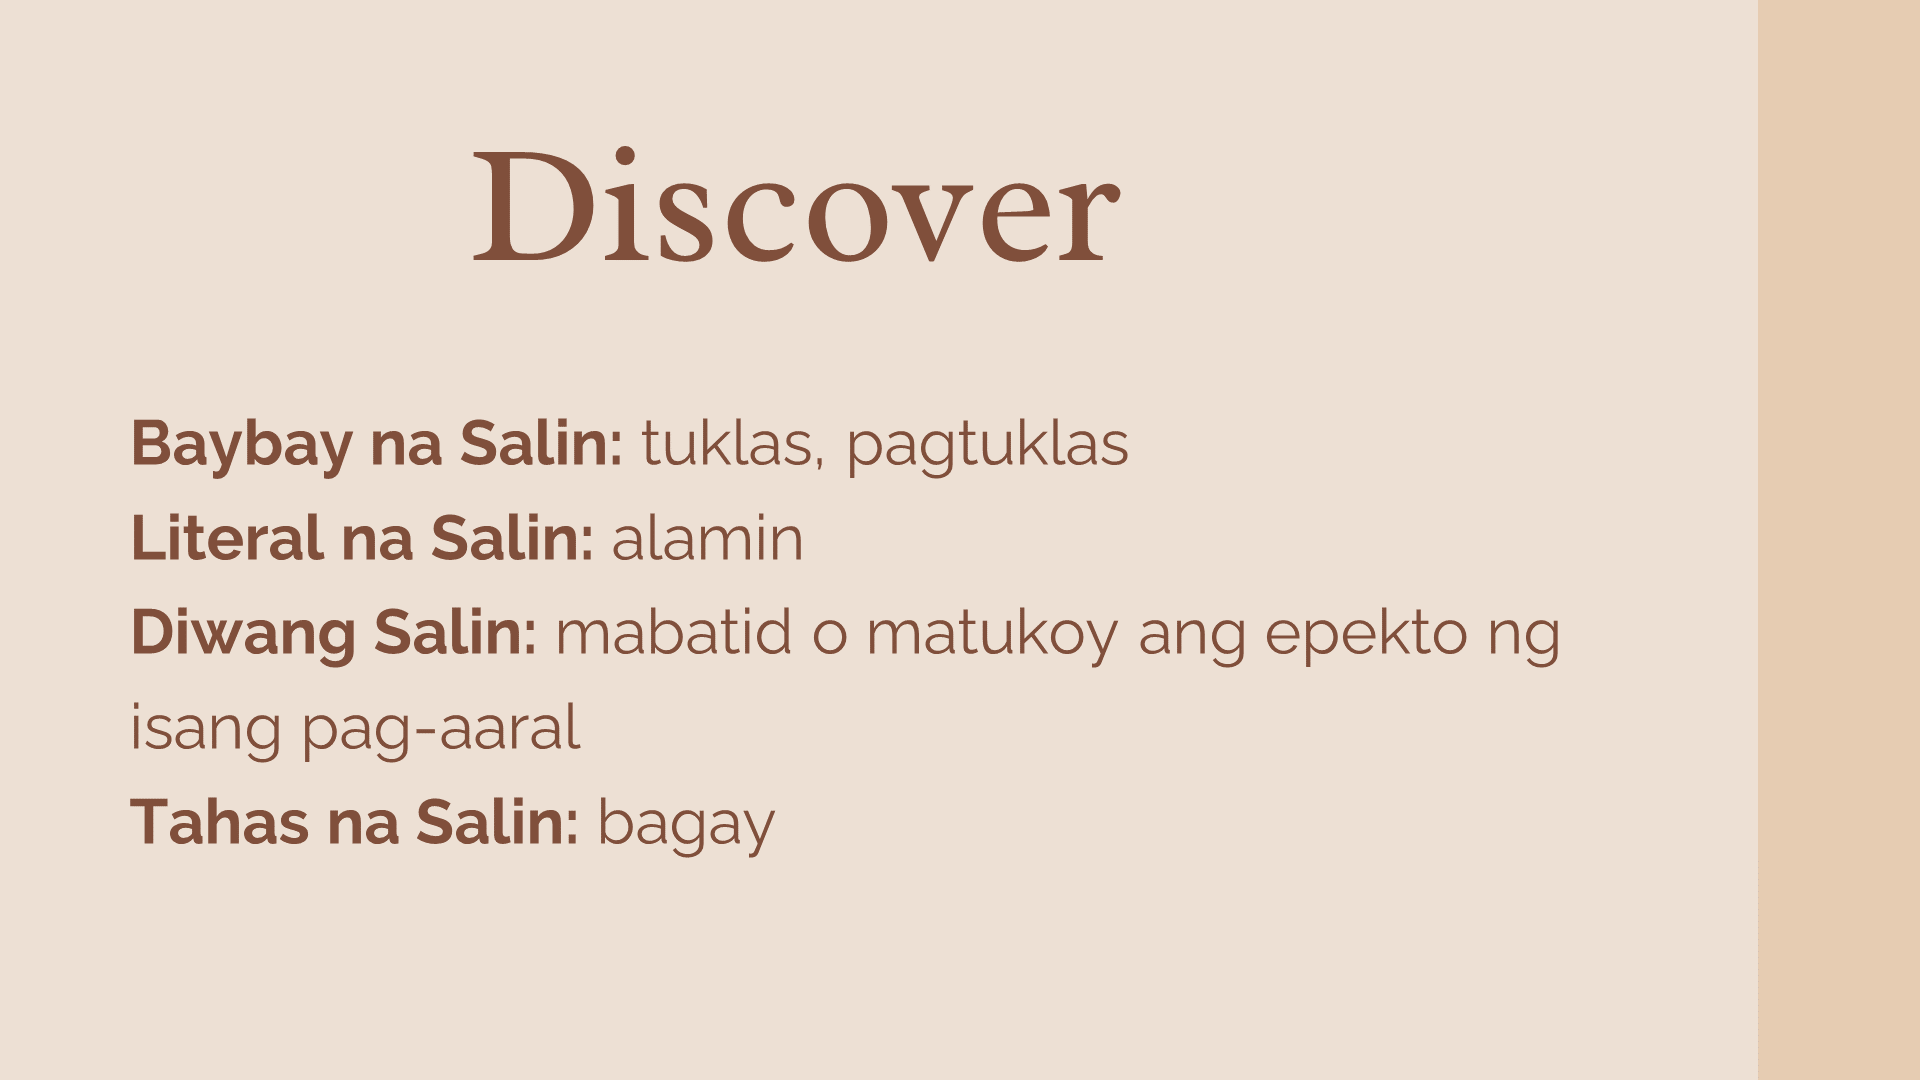 Discover
Baybay na Salin: tuklas, pagtuklas
Literal na Salin: alamin
Diwang Salin: mabatid o matukoy ang epekto ng
isang pag-aaral
Tahas na Salin: bagay